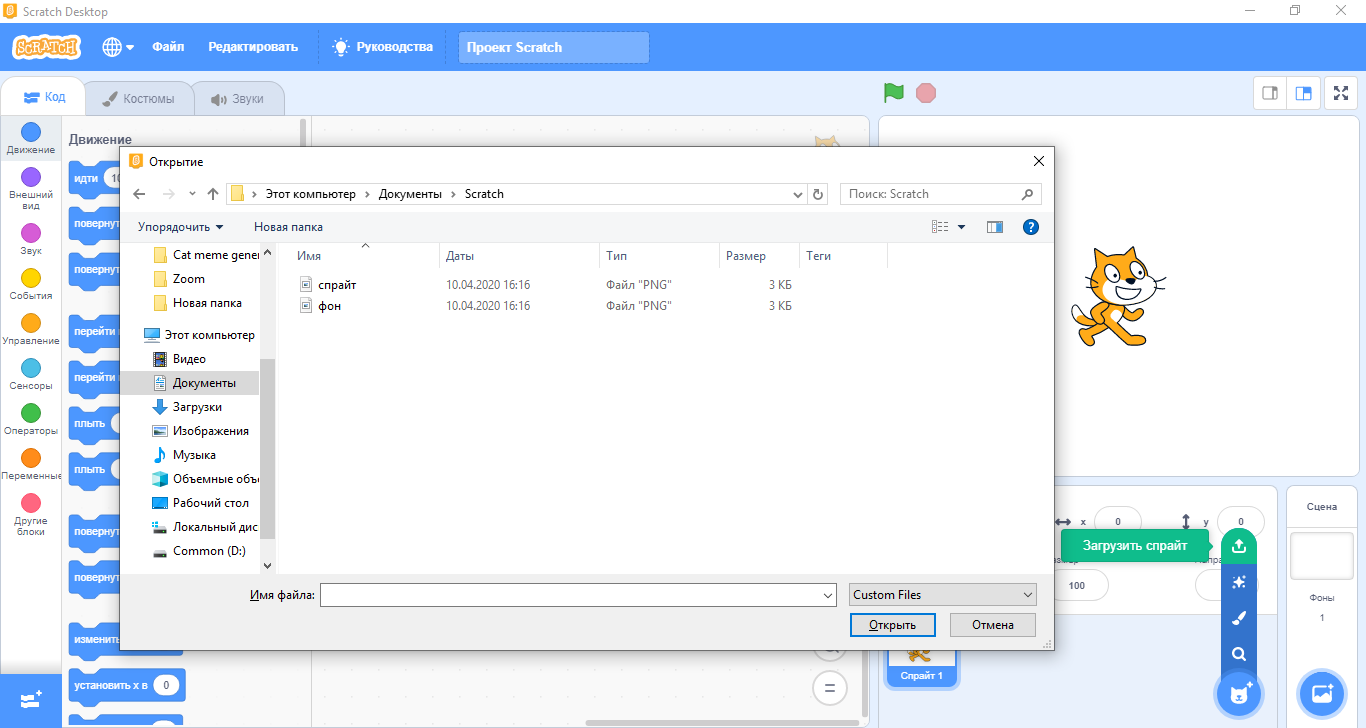 Scratch Desktop
SCRATCH
Файл
Редактировать
Руководства
Проект Scratch
Код
Костюмы
Звуки
Движение
Внешний вид
Звук
События
Управление
Сенсоры
Операторы
Переменные
Другие блоки
Движение
идти 10
повернут
повернут
перейти
перейти
плыть
плыть
повернут
повернут
изменить
установить x в 0
Открытие
Этот компьютер > Документы > Scratch
Поиск: Scratch
Упорядочить
Новая папка
Cat meme gener
Zoom
Новая папка
Этот компьютер
Видео
Документы
Загрузки
Изображения
Музыка
Объемные объ
Рабочий стол
Локальный дис
Common (D:)
Имя Даты Тип Размер Теги
спрайт 10.04.2020 16:16 Файл "PNG" 3 КБ
фон 10.04.2020 16:16 Файл "PNG" 3 КБ
Имя файла:
Custom Files
Открыть
Отмена
x 0 y 0
Загрузить спрайт
100
Спрайт 1
Сцена
Фоны
1